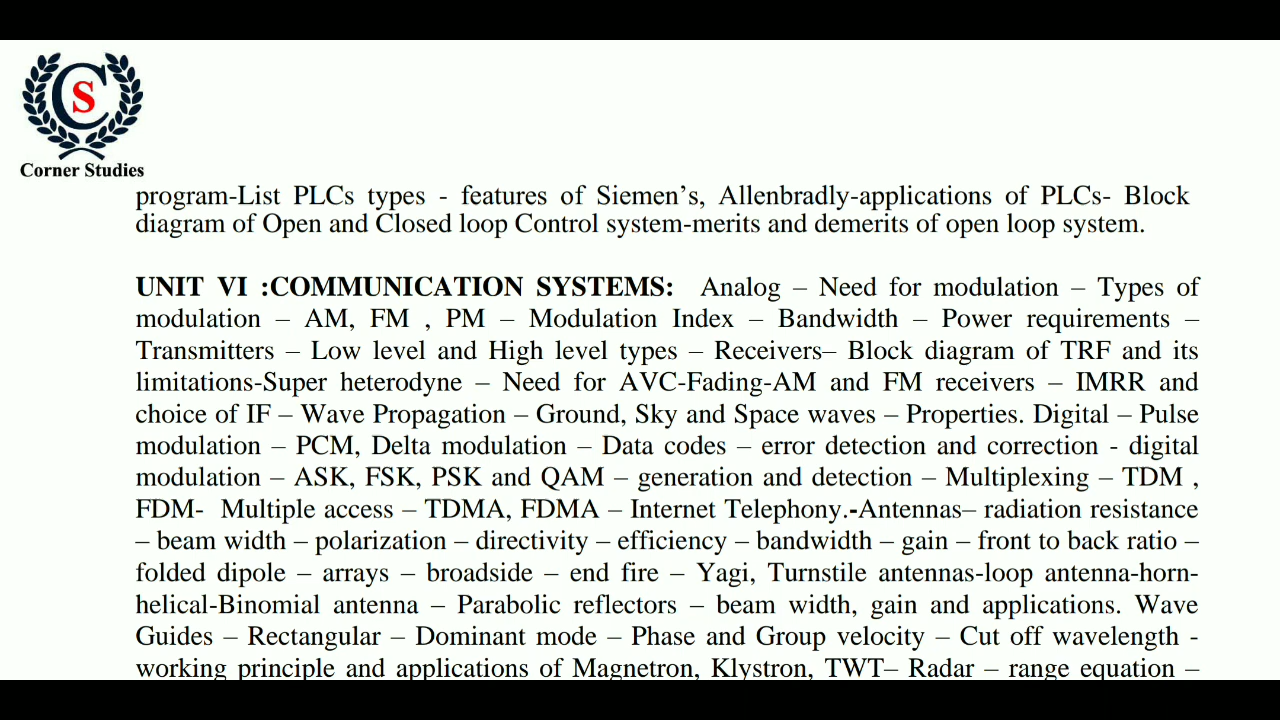 CS
Corner Studies
program-List PLCs types - features of Siemen's, Allenbradly-applications of PLCs- Block
diagram of Open and Closed loop Control system-merits and demerits of open loop system.
UNIT VI :COMMUNICATION SYSTEMS: Analog – Need for modulation – Types of
modulation – AM, FM , PM – Modulation Index – Bandwidth – Power requirements –
Transmitters – Low level and High level types – Receivers– Block diagram of TRF and its
limitations-Super heterodyne – Need for AVC-Fading-AM and FM receivers – IMRR and
choice of IF – Wave Propagation – Ground, Sky and Space waves – Properties. Digital – Pulse
modulation – PCM, Delta modulation – Data codes – error detection and correction - digital
modulation – ASK, FSK, PSK and QAM – generation and detection – Multiplexing – TDM ,
FDM- Multiple access – TDMA, FDMA – Internet Telephony.-Antennas– radiation resistance
– beam width – polarization – directivity – efficiency – bandwidth – gain – front to back ratio –
folded dipole – arrays – broadside – end fire – Yagi, Turnstile antennas-loop antenna-horn-
helical-Binomial antenna – Parabolic reflectors – beam width, gain and applications. Wave
Guides – Rectangular – Dominant mode – Phase and Group velocity – Cut off wavelength -
working principle and applications of Magnetron, Klystron, TWT– Radar – range equation –